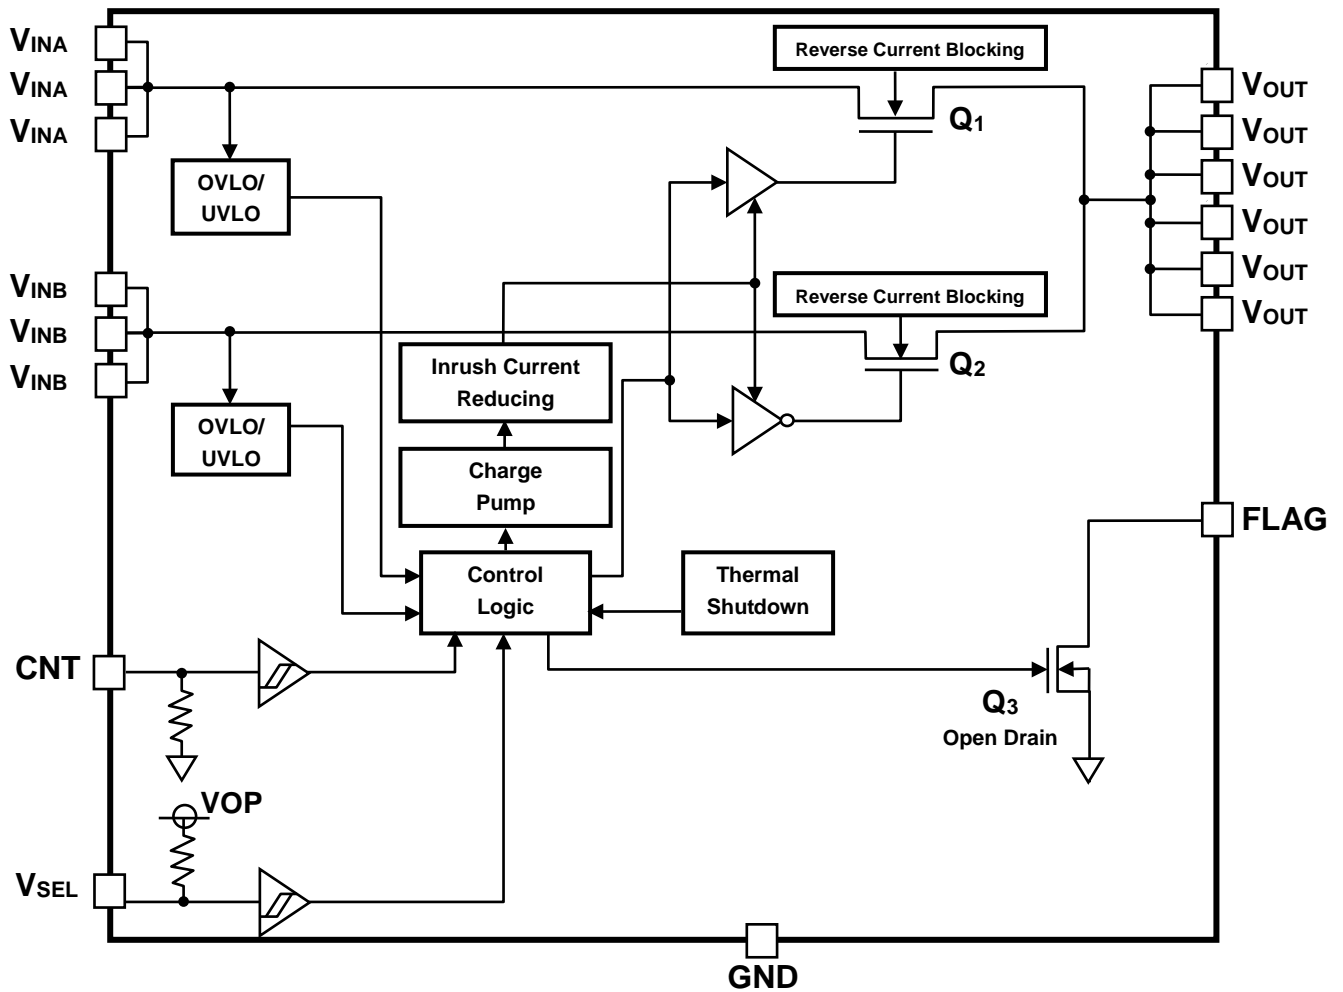 VINA
VINA
VINA
Reverse Current Blocking
Q1
VOUT
VOUT
VOUT
VOUT
VOUT
VOUT
OVLO/
UVLO
VINB
VINB
VINB
Reverse Current Blocking
Q2
Inrush Current
Reducing
OVLO/
UVLO
Charge
Pump
FLAG
Control
Logic
Thermal
Shutdown
CNT
Q3
Open Drain
VOP
VSEL
GND